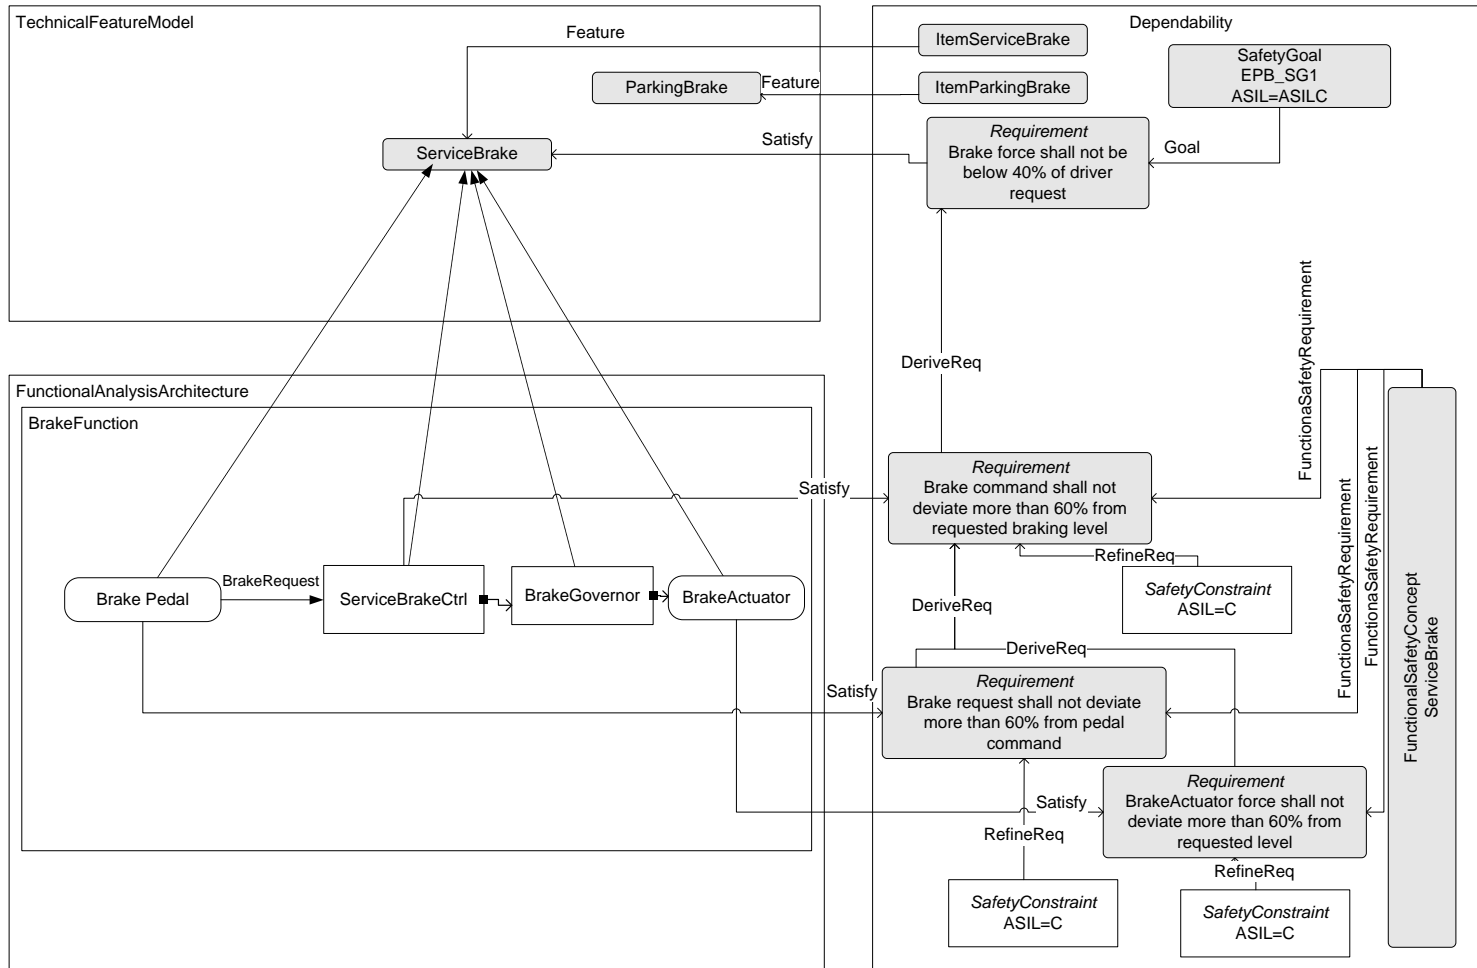 TechnicalFeatureModel
Dependability
Feature
ItemServiceBrake
SafetyGoal
EPB_SG1
ASIL=ASILC
ParkingBrake
Feature
ItemParkingBrake
ServiceBrake
Satisfy
Requirement
Brake force shall not be
below 40% of driver
request
Goal
DeriveReq
FunctionaSafetyRequirement
FunctionaSafetyRequirement
FunctionaSafetyRequirement
FunctionalSafetyConcept
ServiceBrake
FunctionalAnalysisArchitecture
BrakeFunction
Satisfy
Requirement
Brake command shall not
deviate more than 60% from
requested braking level
RefineReq
SafetyConstraint
ASIL=C
Brake Pedal
BrakeRequest
ServiceBrakeCtrl
BrakeGovernor
BrakeActuator
DeriveReq
DeriveReq
Satisfy
Requirement
Brake request shall not deviate
more than 60% from pedal
command
Satisfy
Requirement
BrakeActuator force shall not
deviate more than 60% from
requested level
RefineReq
SafetyConstraint
ASIL=C
RefineReq
SafetyConstraint
ASIL=C